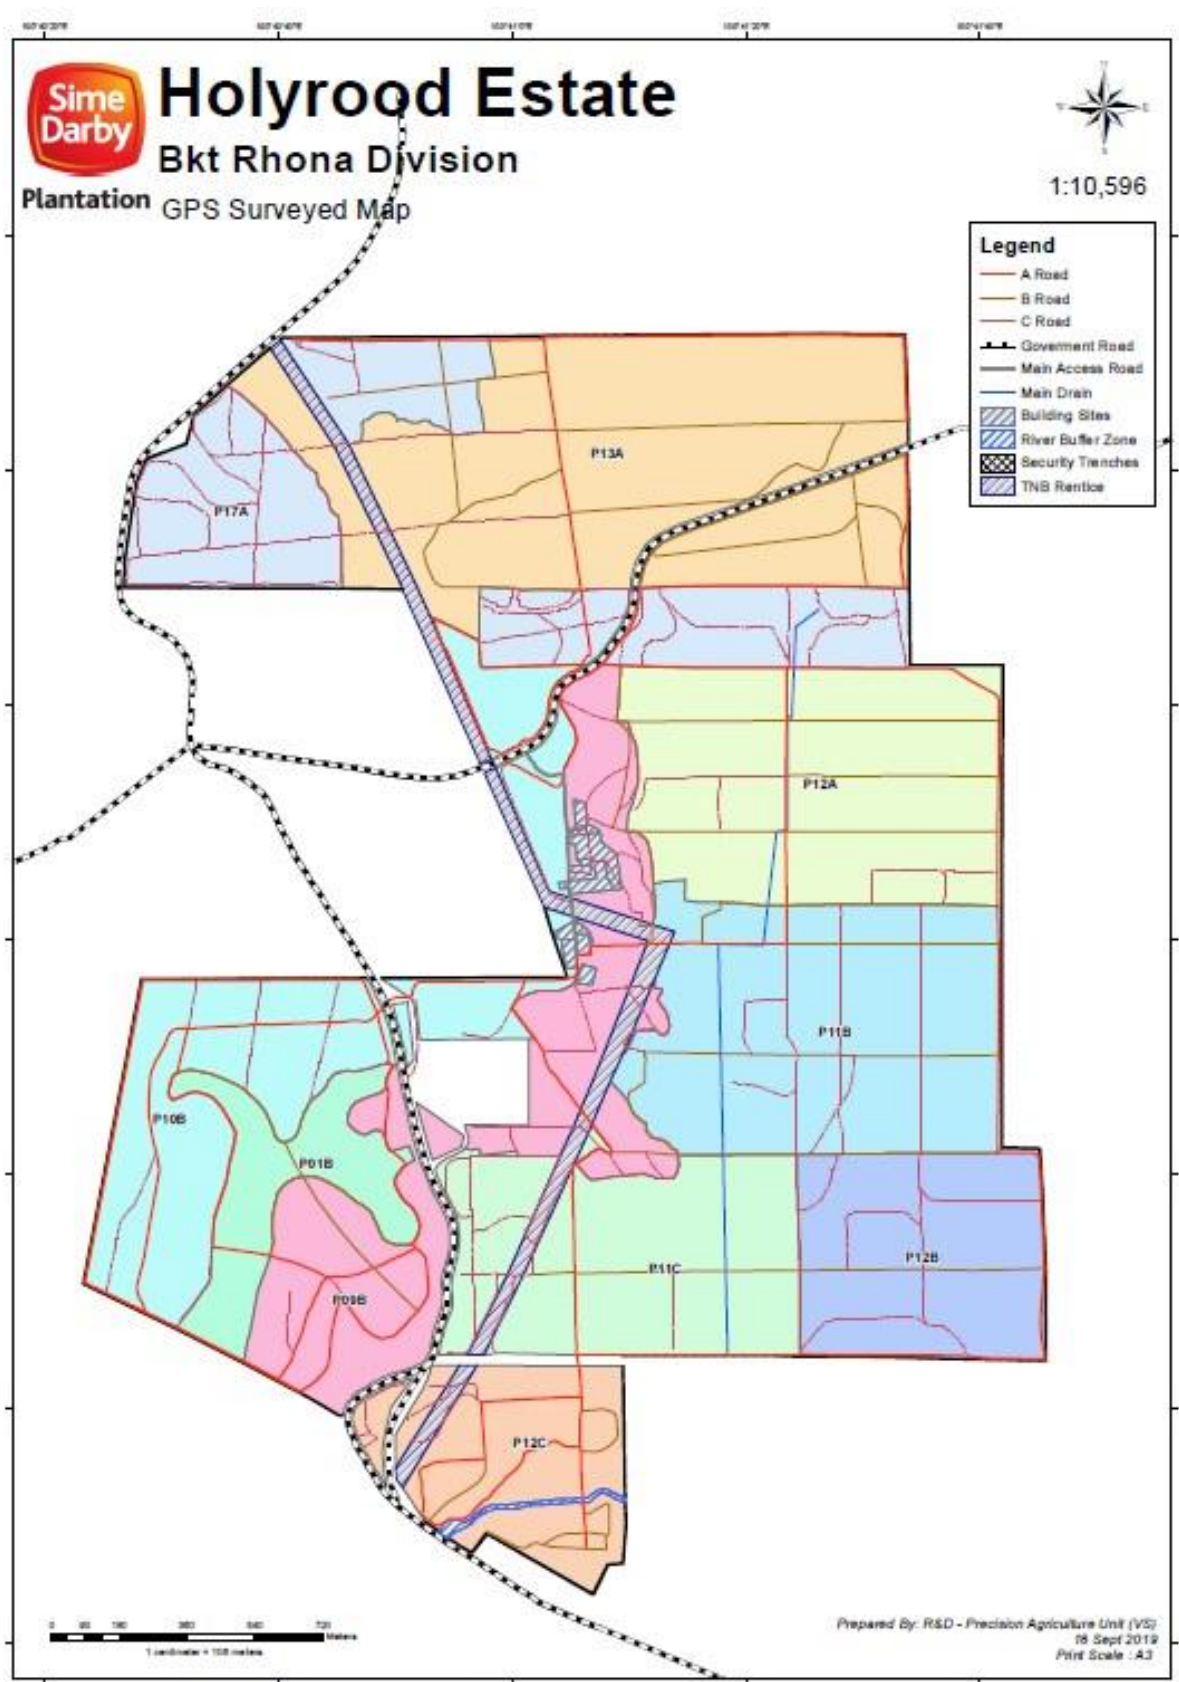 Sime
Darby
Plantation
Holyrood Estate
Bkt Rhona Division
GPS Surveyed Map
1:10,596
Legend
A Road
B Road
C Road
Goverment Road
Main Access Road
Main Drain
Building Sites
River Buffer Zone
Security Trenches
TNB Rentice
P13A
P17A
P12A
P11B
P10B
P01B
P12B
P11C
P09B
P12C
Meters
Prepared By: R&D - Precision Agriculture Unit (VS)
Sept 2019
Print Scale : A3